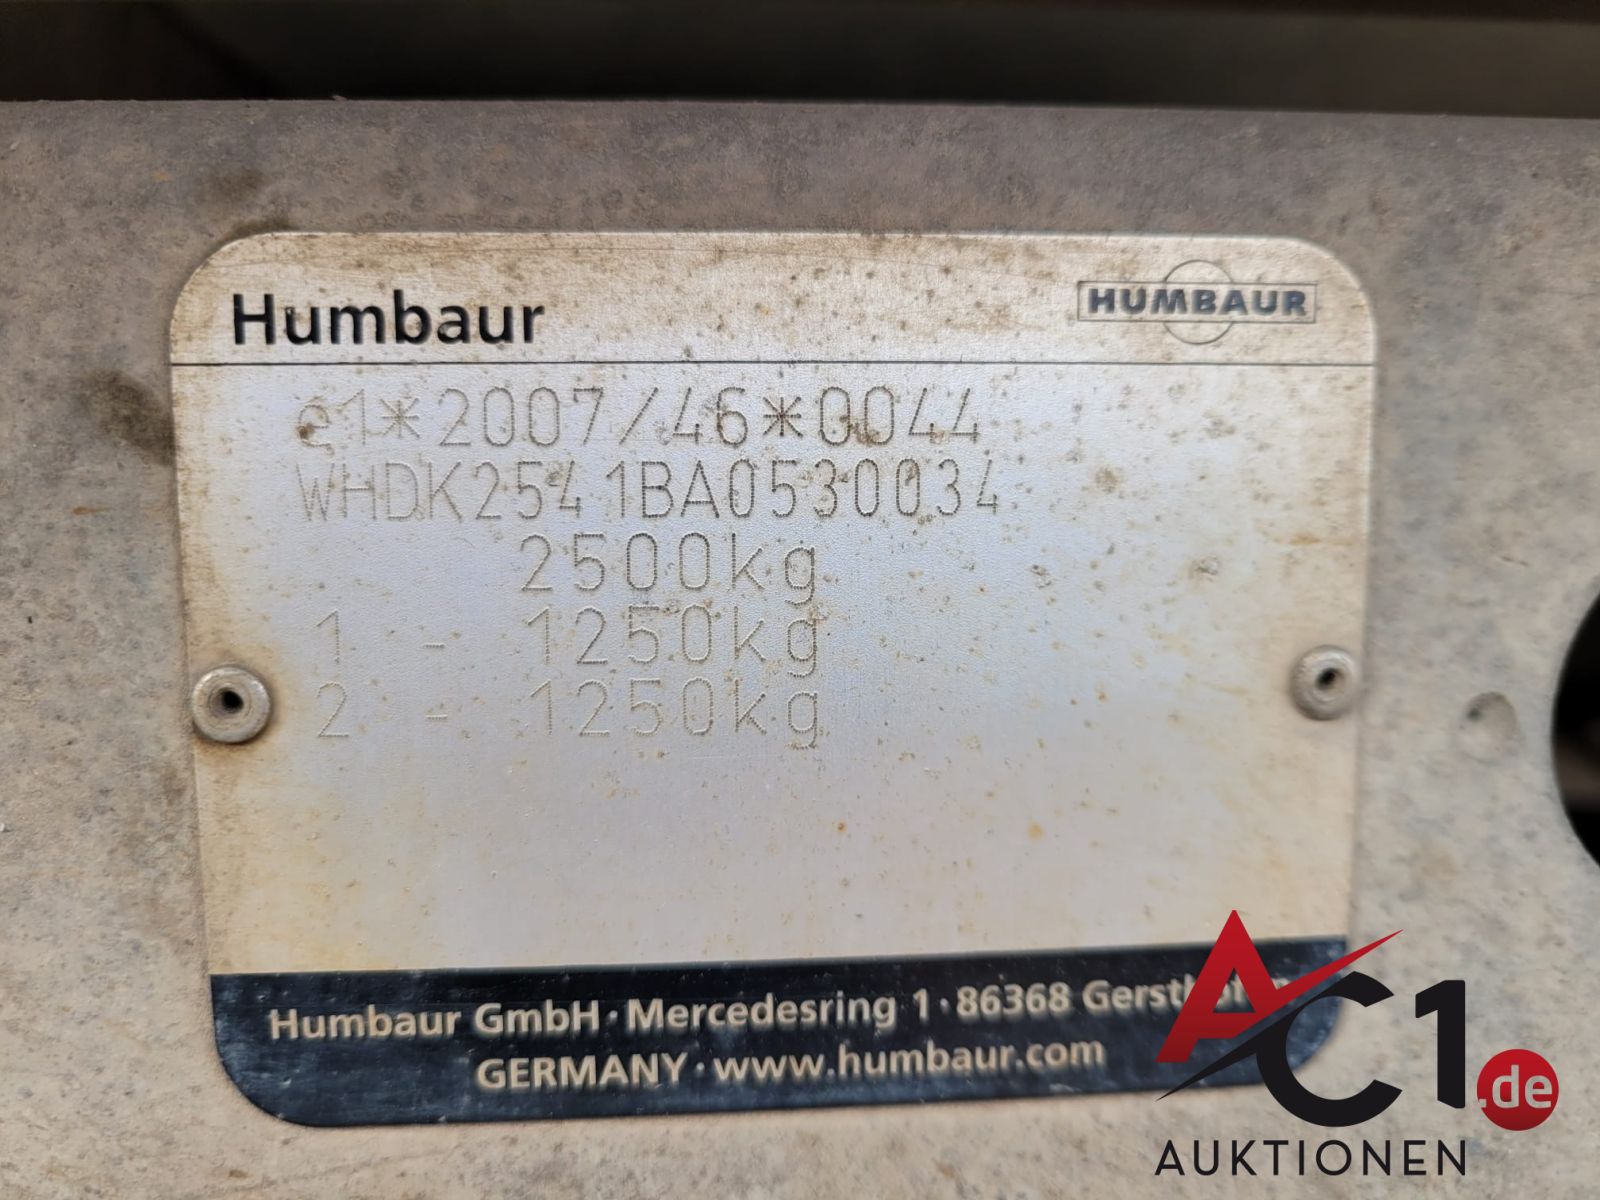 Humbaur
HUMBAUR
e1*2007/46*0044
WHDK2541BA0530034
2500kg
1 - 1250kg
2 - 1250kg
Humbaur GmbH · Mercedesring 1 · 86368 Gersthofen
GERMANY · www.humbaur.com
AC1.de
AUKTIONEN